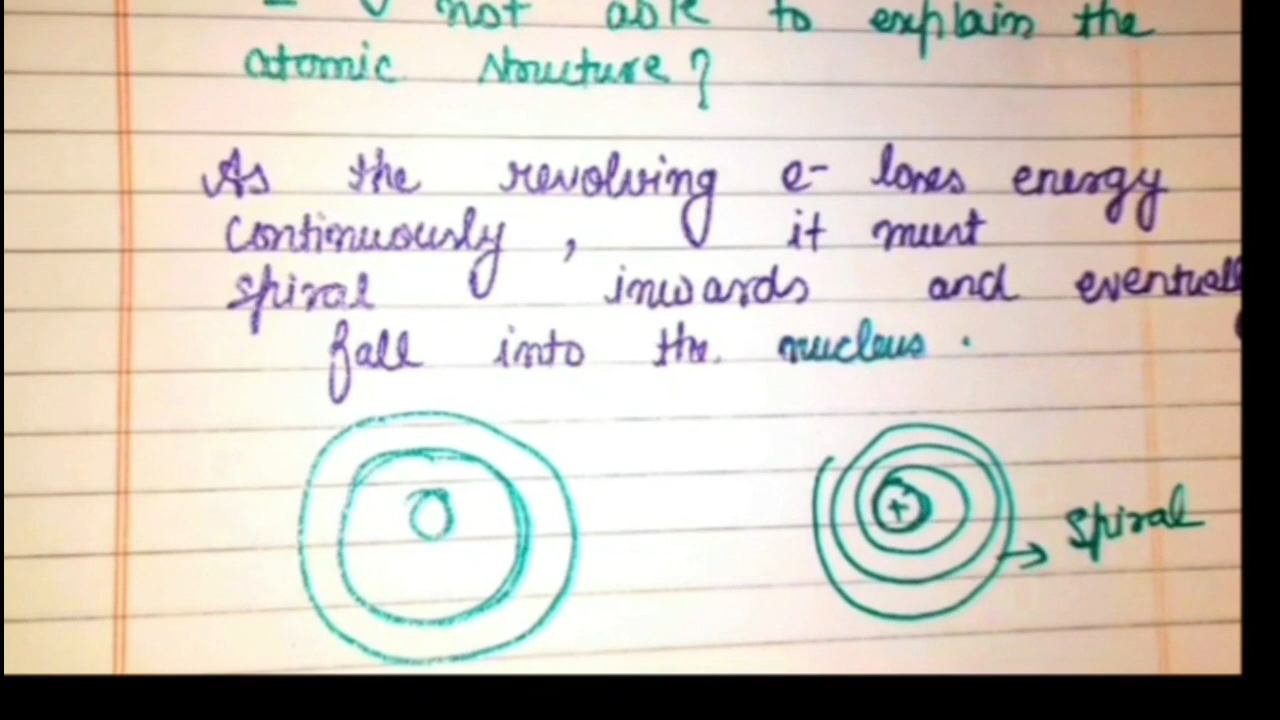 not able to explain the
atomic structure?
As the revolving e- loses energy
continuously, it must
spiral inwards and eventuall
fall into the nucleus.
+
Spiral